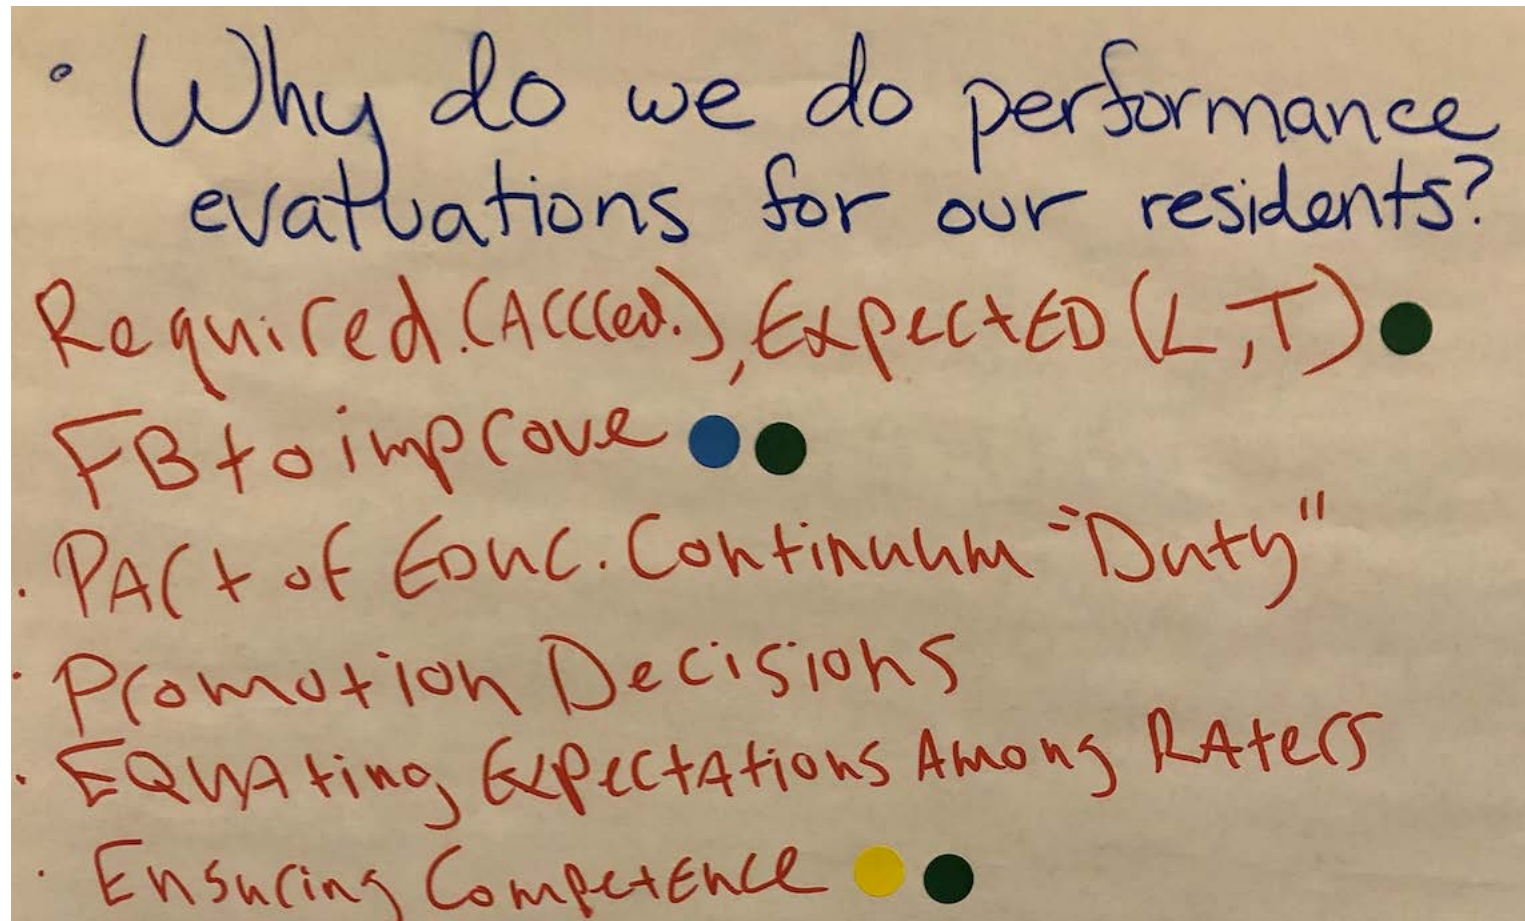 • Why do we do performance
evaluations for our residents?
Required.(Accred.), ExpectED (L,T)
FB to improve
. PArt of EDuc. Continuum - "Duty"
. Promotion Decisions
. EQuAting ExpectAtions Among RAters
. Ensuring CompetEnce